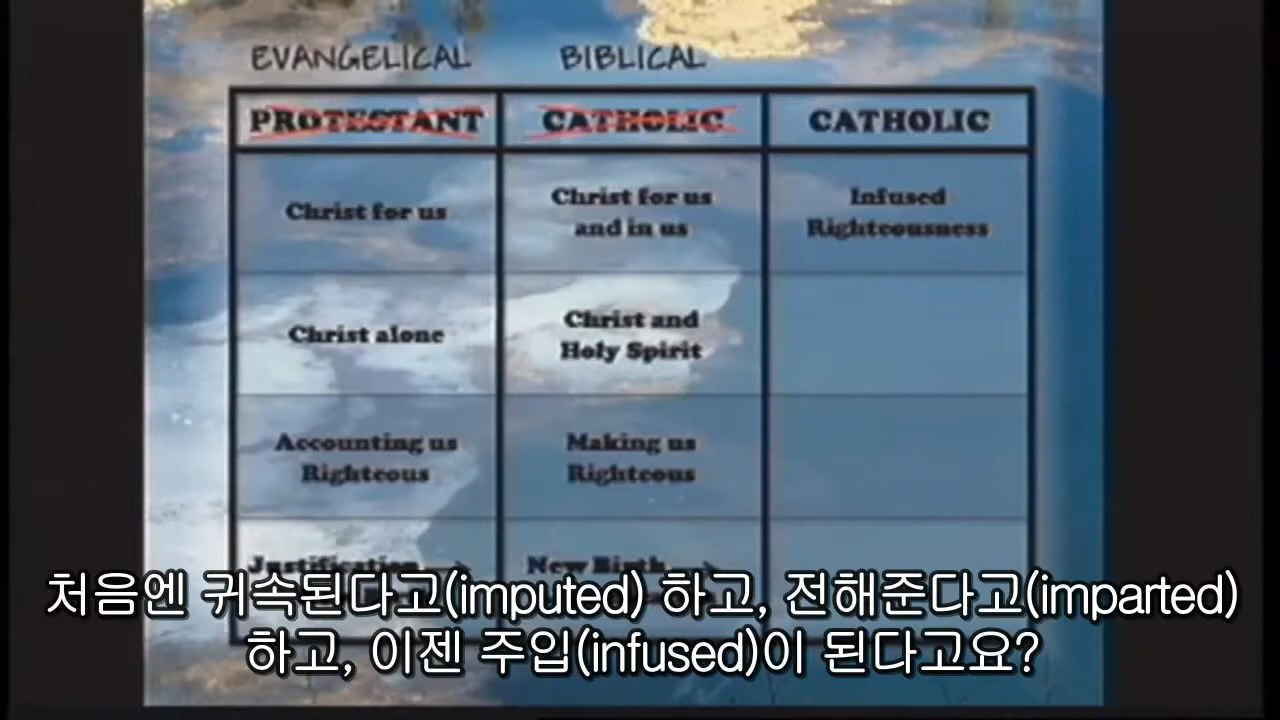 EVANGELICAL BIBLICAL
PROTESTANT CATHOLIC CATHOLIC
Christ for us
Christ for us
and in us
Infused
Righteousness
Christ alone
Christ and
Holy Spirit
Accounting us
Righteous
Making us
Righteous
Justification
New Birth
처음엔 귀속된다고(imputed) 하고, 전해준다고(imparted)
하고, 이젠 주입(infused)이 된다고요?